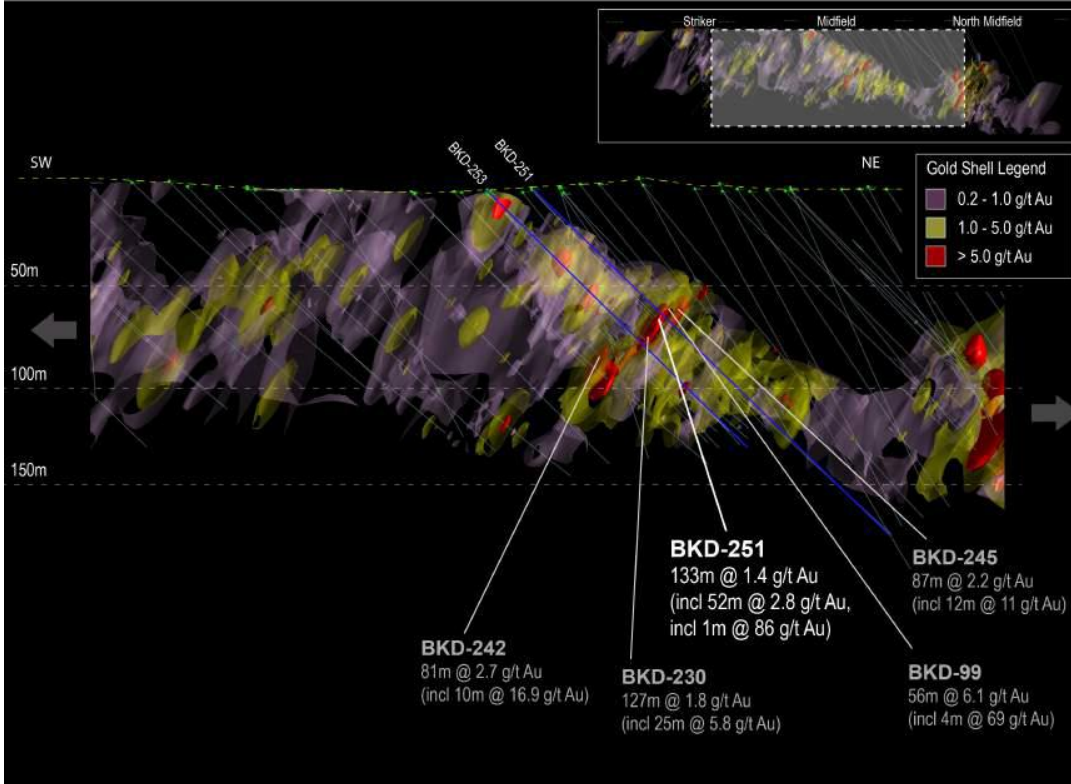 Striker Midfield North Midfield
SW
BKD-253
BKD-251
NE
Gold Shell Legend
0.2 - 1.0 g/t Au
1.0 - 5.0 g/t Au
> 5.0 g/t Au
50m
100m
150m
BKD-251
133m @ 1.4 g/t Au
(incl 52m @ 2.8 g/t Au,
incl 1m @ 86 g/t Au)
BKD-245
87m @ 2.2 g/t Au
(incl 12m @ 11 g/t Au)
BKD-242
81m @ 2.7 g/t Au
(incl 10m @ 16.9 g/t Au)
BKD-230
127m @ 1.8 g/t Au
(incl 25m @ 5.8 g/t Au)
BKD-99
56m @ 6.1 g/t Au
(incl 4m @ 69 g/t Au)